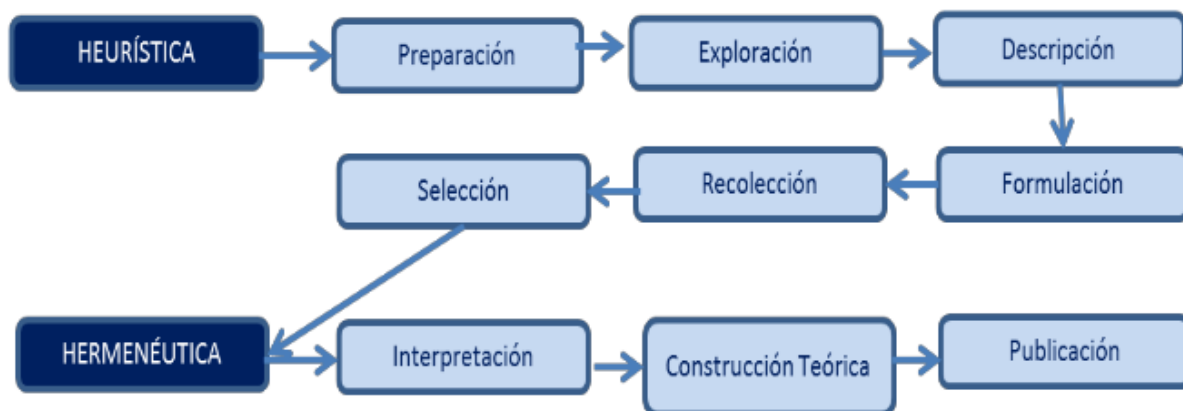 HEURÍSTICA
Preparación
Exploración
Descripción
Selección
Recolección
Formulación
HERMENÉUTICA
Interpretación
Construcción Teórica
Publicación